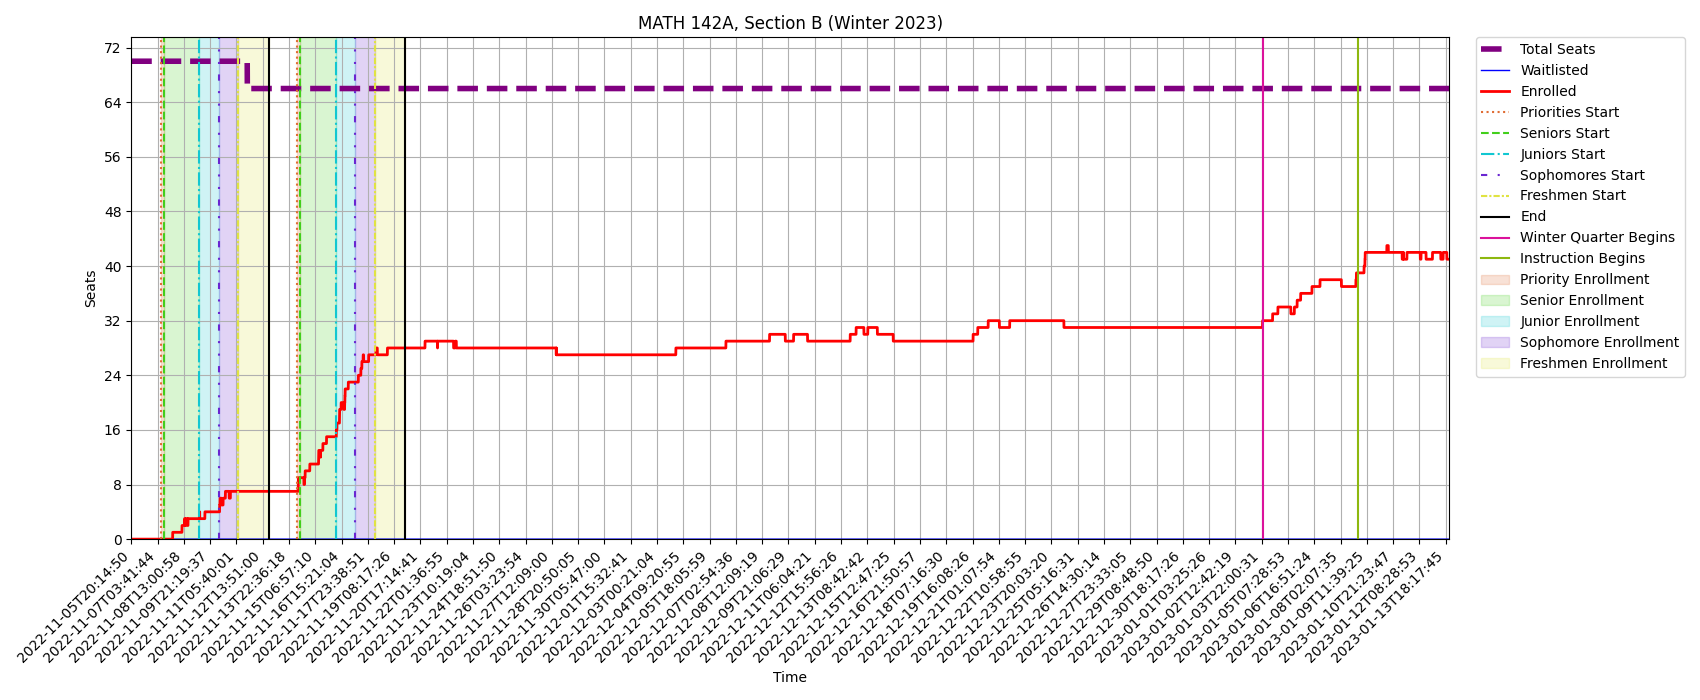 MATH 142A, Section B (Winter 2023)
72
64
56
48
40
32
24
16
8
0
Seats
2022-11-05T20:14:50
2022-11-07T03:41:44
2022-11-08T13:00:58
2022-11-09T21:19:37
2022-11-11T05:40:01
2022-11-12T13:51:00
2022-11-13T22:36:18
2022-11-15T06:57:10
2022-11-16T15:21:04
2022-11-17T23:38:51
2022-11-19T08:17:26
2022-11-20T17:14:41
2022-11-22T01:36:55
2022-11-23T10:19:04
2022-11-24T18:51:50
2022-11-26T03:23:54
2022-11-27T12:09:00
2022-11-28T20:50:05
2022-11-30T05:47:00
2022-12-01T15:32:41
2022-12-03T00:21:04
2022-12-04T09:20:55
2022-12-05T18:05:59
2022-12-07T02:54:36
2022-12-08T12:09:19
2022-12-09T21:06:29
2022-12-11T06:04:21
2022-12-12T15:56:26
2022-12-13T08:42:42
2022-12-15T12:47:25
2022-12-16T21:50:57
2022-12-18T07:16:30
2022-12-19T16:08:26
2022-12-21T01:07:54
2022-12-22T10:58:55
2022-12-23T20:03:20
2022-12-25T05:16:31
2022-12-26T14:30:14
2022-12-27T23:33:05
2022-12-29T08:48:50
2022-12-30T18:17:26
2023-01-01T03:25:26
2023-01-02T12:42:19
2023-01-03T22:00:31
2023-01-05T07:28:53
2023-01-06T16:51:24
2023-01-08T02:07:35
2023-01-09T11:39:25
2023-01-10T21:23:47
2023-01-12T08:28:53
2023-01-13T18:17:45
Time
Total Seats
Waitlisted
Enrolled
Priorities Start
Seniors Start
Juniors Start
Sophomores Start
Freshmen Start
End
Winter Quarter Begins
Instruction Begins
Priority Enrollment
Senior Enrollment
Junior Enrollment
Sophomore Enrollment
Freshmen Enrollment